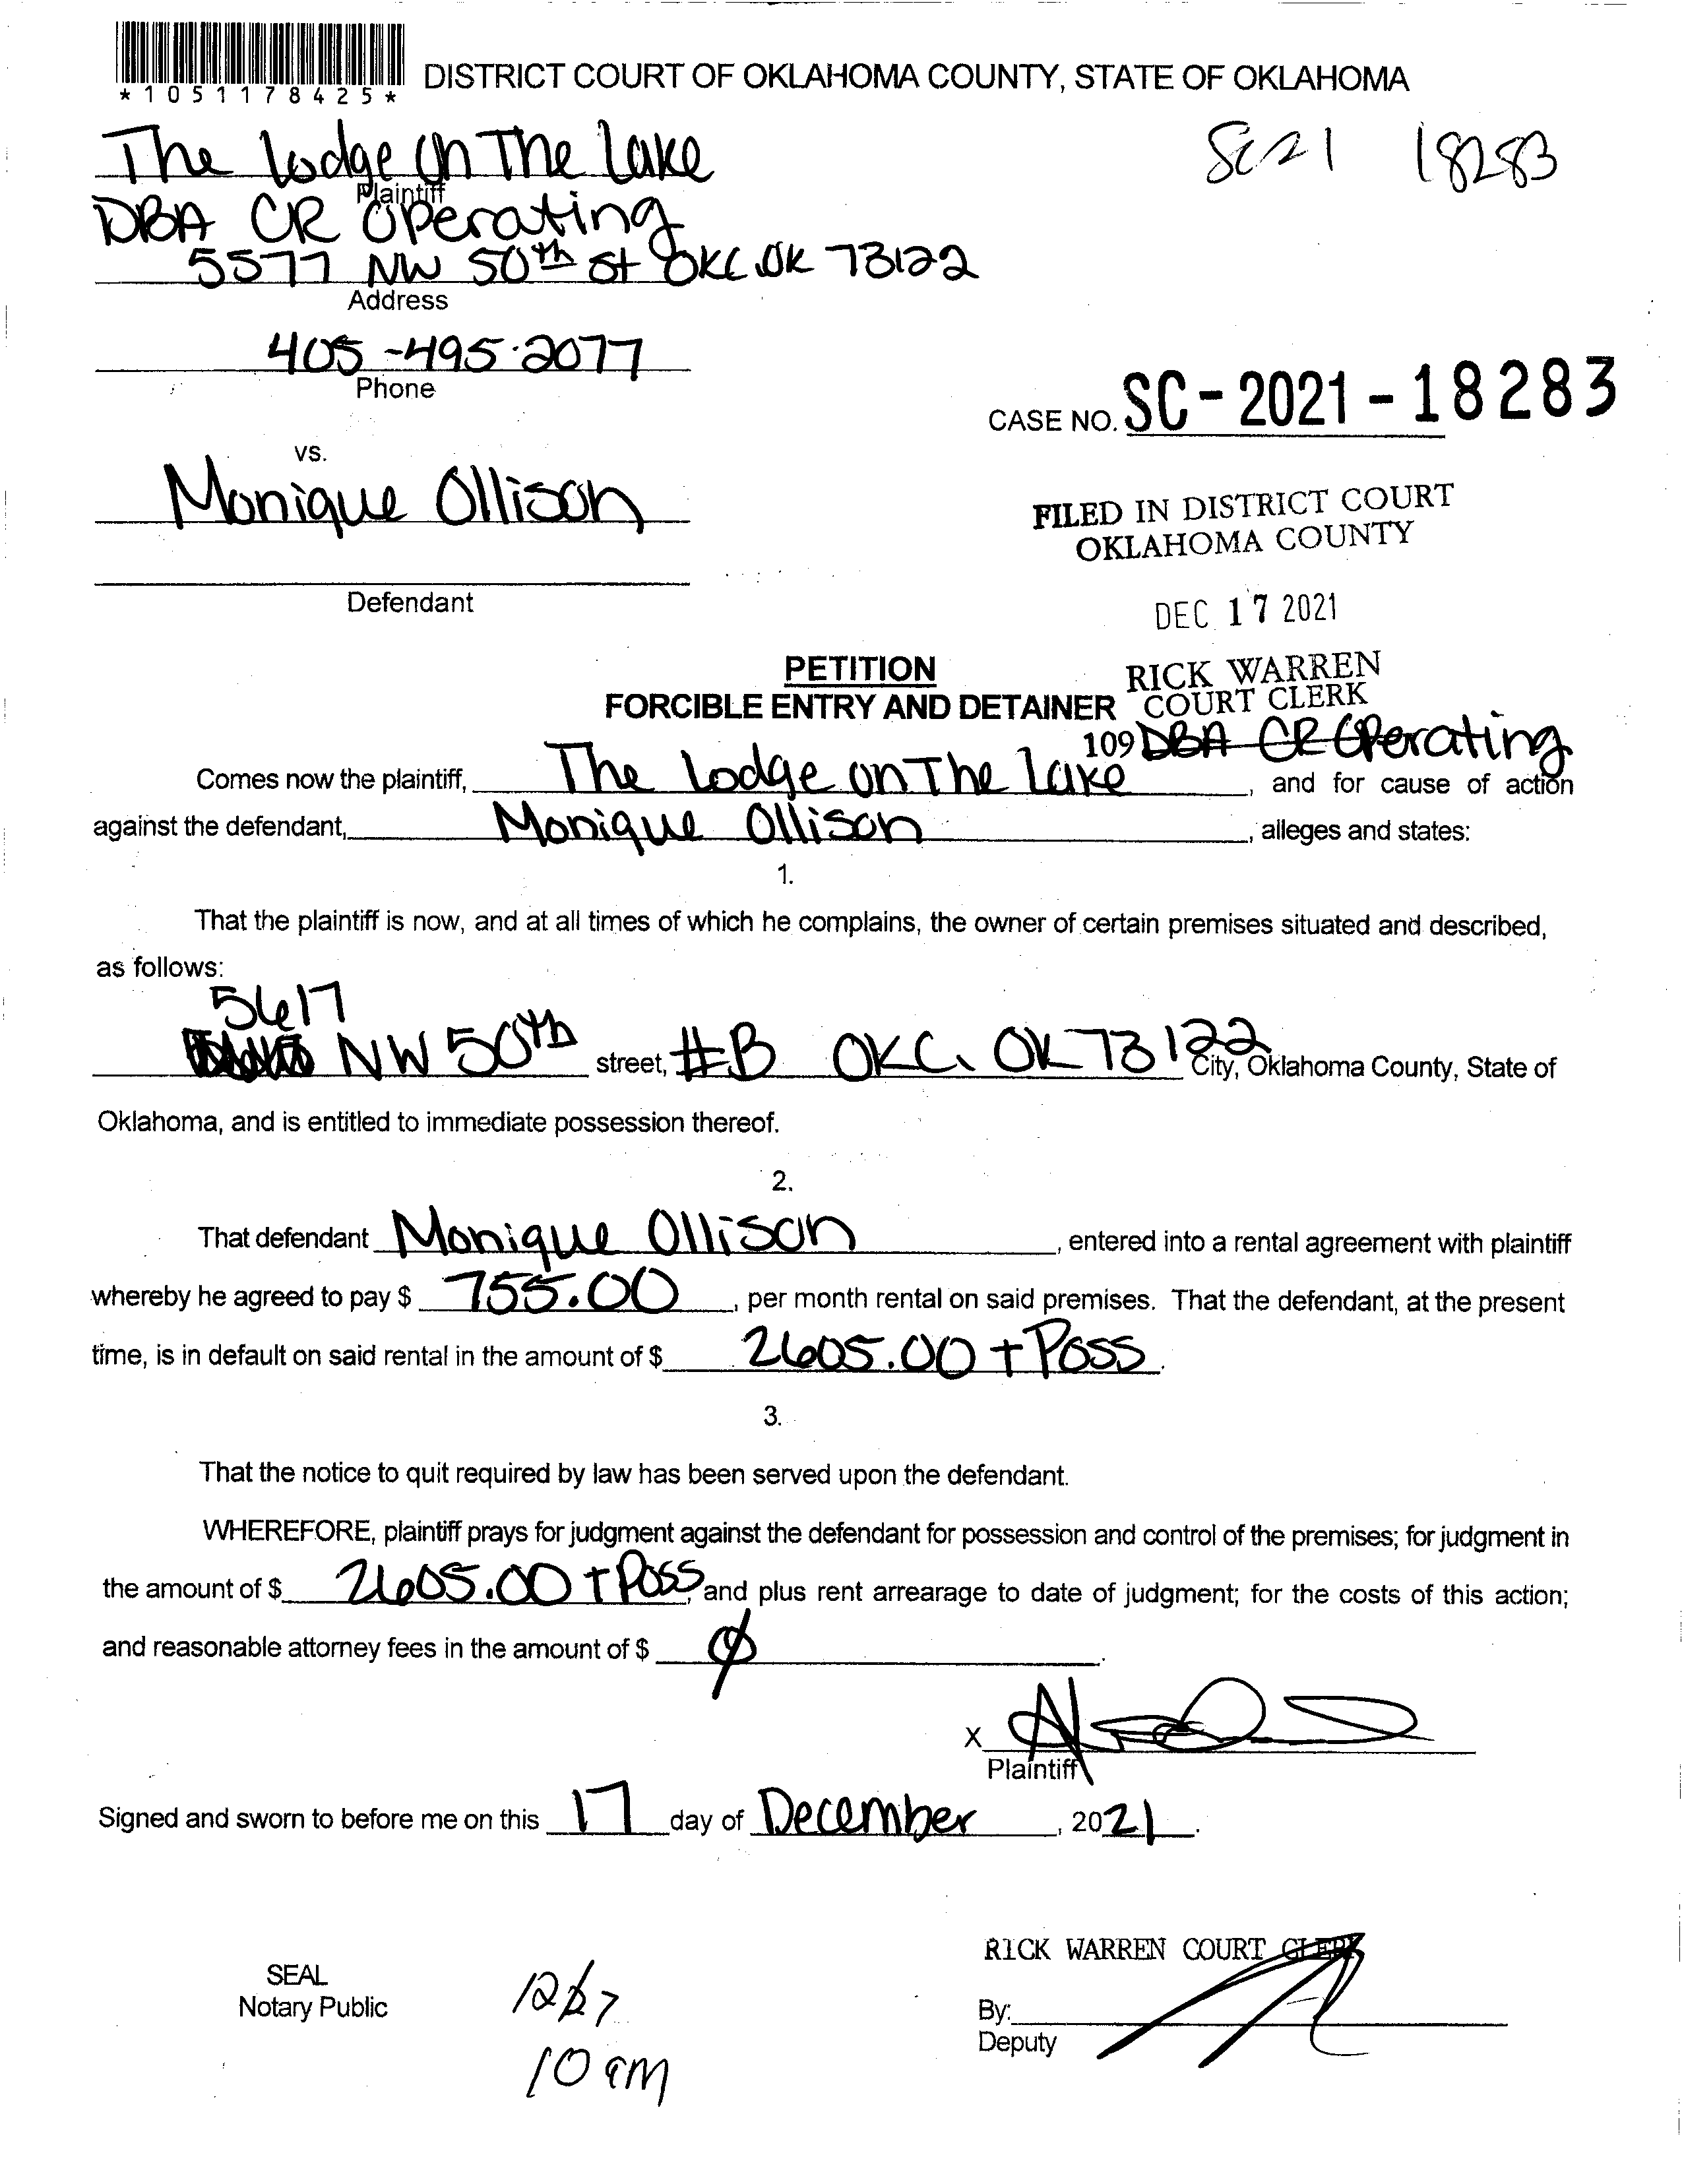 *1051178425*
DISTRICT COURT OF OKLAHOMA COUNTY, STATE OF OKLAHOMA
The Lodge On The Lake
Plaintiff
SC21 18283
DBA CR Operating
5577 NW 50th St OKC OK 73122
Address
405-495-2077
Phone
CASE NO. SC-2021-18283
vs.
Monique Ollison
Defendant
FILED IN DISTRICT COURT
OKLAHOMA COUNTY
DEC 17 2021
RICK WARREN
COURT CLERK
109
PETITION
FORCIBLE ENTRY AND DETAINER
DBA CR Operating
Comes now the plaintiff, The Lodge On The Lake, and for cause of action
against the defendant, Monique Ollison, alleges and states:
1.
That the plaintiff is now, and at all times of which he complains, the owner of certain premises situated and described,
as follows:
5617
NW 50th street, #B OKC, OK 73122 City, Oklahoma County, State of
Oklahoma, and is entitled to immediate possession thereof.
2.
That defendant Monique Ollison, entered into a rental agreement with plaintiff
whereby he agreed to pay $ 755.00, per month rental on said premises. That the defendant, at the present
time, is in default on said rental in the amount of $ 2605.00 + Poss.
3.
That the notice to quit required by law has been served upon the defendant.
WHEREFORE, plaintiff prays for judgment against the defendant for possession and control of the premises; for judgment in
the amount of $ 2605.00 + Poss, and plus rent arrearage to date of judgment; for the costs of this action;
and reasonable attorney fees in the amount of $ ∅.
X
Plaintiff
Signed and sworn to before me on this 17 day of December, 2021.
SEAL
Notary Public
12/27
10 am
RICK WARREN COURT CLERK
By:
Deputy